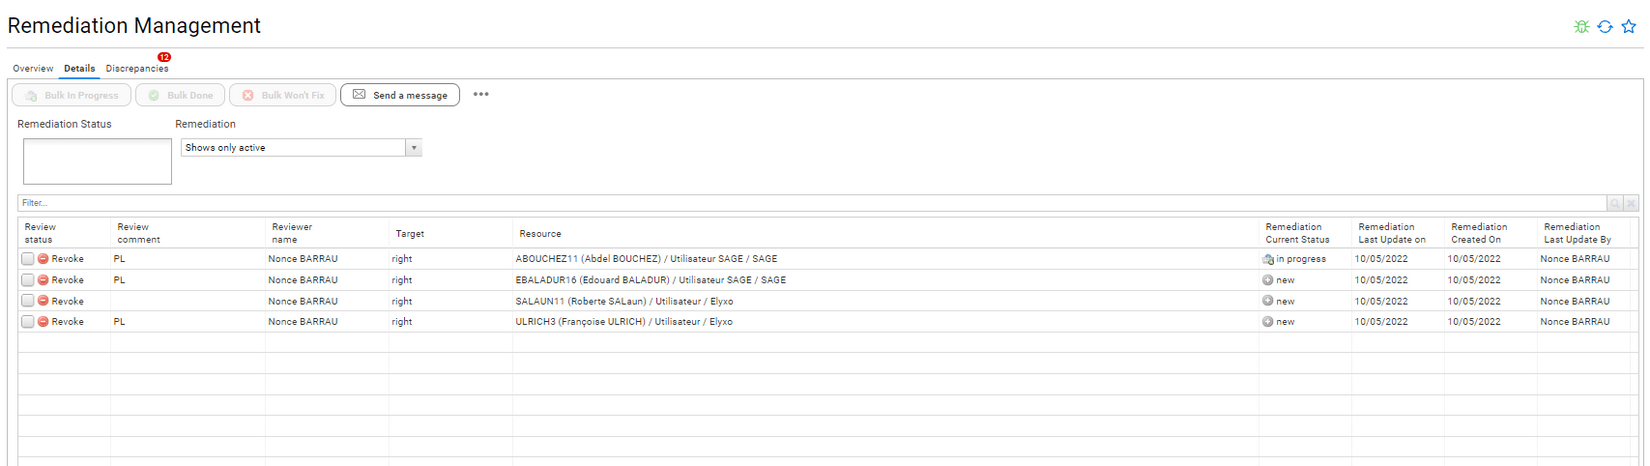 Remediation Management
Overview Details Discrepancies 12
Bulk In Progress Bulk Done Bulk Won't Fix Send a message •••
Remediation Status Remediation
Shows only active
Filter...
Review status Review comment Reviewer name Target Resource Remediation Current Status Remediation Last Update on Remediation Created On Remediation Last Update By
Revoke PL Nonce BARRAU right ABOUCHEZ11 (Abdel BOUCHEZ) / Utilisateur SAGE / SAGE in progress 10/05/2022 10/05/2022 Nonce BARRAU
Revoke PL Nonce BARRAU right EBALADUR16 (Edouard BALADUR) / Utilisateur SAGE / SAGE new 10/05/2022 10/05/2022 Nonce BARRAU
Revoke Nonce BARRAU right SALAUN11 (Roberte SALaun) / Utilisateur / Elyxo new 10/05/2022 10/05/2022 Nonce BARRAU
Revoke PL Nonce BARRAU right ULRICH3 (Françoise ULRICH) / Utilisateur / Elyxo new 10/05/2022 10/05/2022 Nonce BARRAU